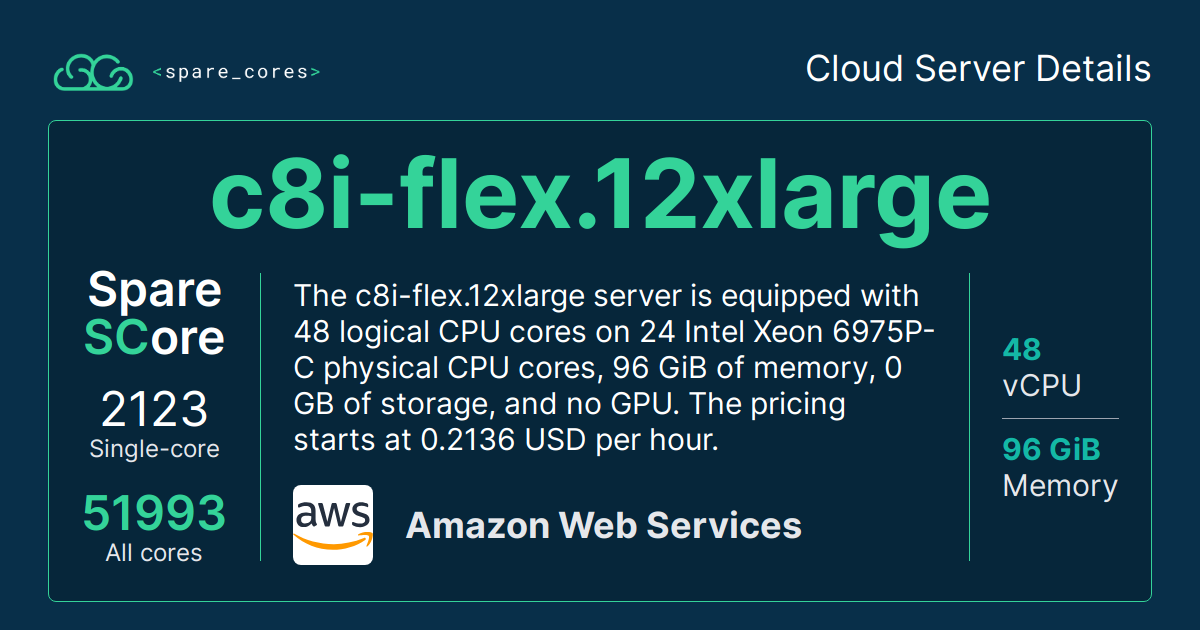 <spare_cores>
Cloud Server Details
c8i-flex.12xlarge
Spare
SCore
2123
Single-core
51993
All cores
The c8i-flex.12xlarge server is equipped with
48 logical CPU cores on 24 Intel Xeon 6975P-
C physical CPU cores, 96 GiB of memory, 0
GB of storage, and no GPU. The pricing
starts at 0.2136 USD per hour.
aws
Amazon Web Services
48
vCPU
96 GiB
Memory